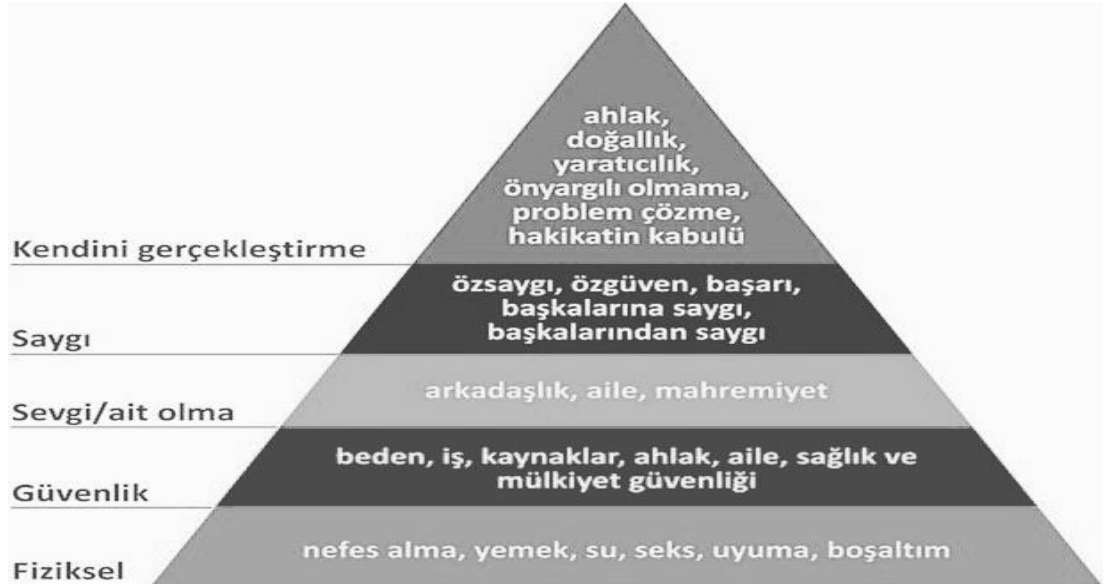 ahlak,
doğallık,
yaratıcılık,
önyargılı olmama,
problem çözme,
hakikatin kabulü
Kendini gerçekleştirme
özsaygı, özgüven, başarı,
başkalarına saygı,
başkalarından saygı
Saygı
arkadaşlık, aile, mahremiyet
Sevgi/ait olma
beden, iş, kaynaklar, ahlak, aile, sağlık ve
mülkiyet güvenliği
Güvenlik
nefes alma, yemek, su, seks, uyuma, boşaltım
Fiziksel